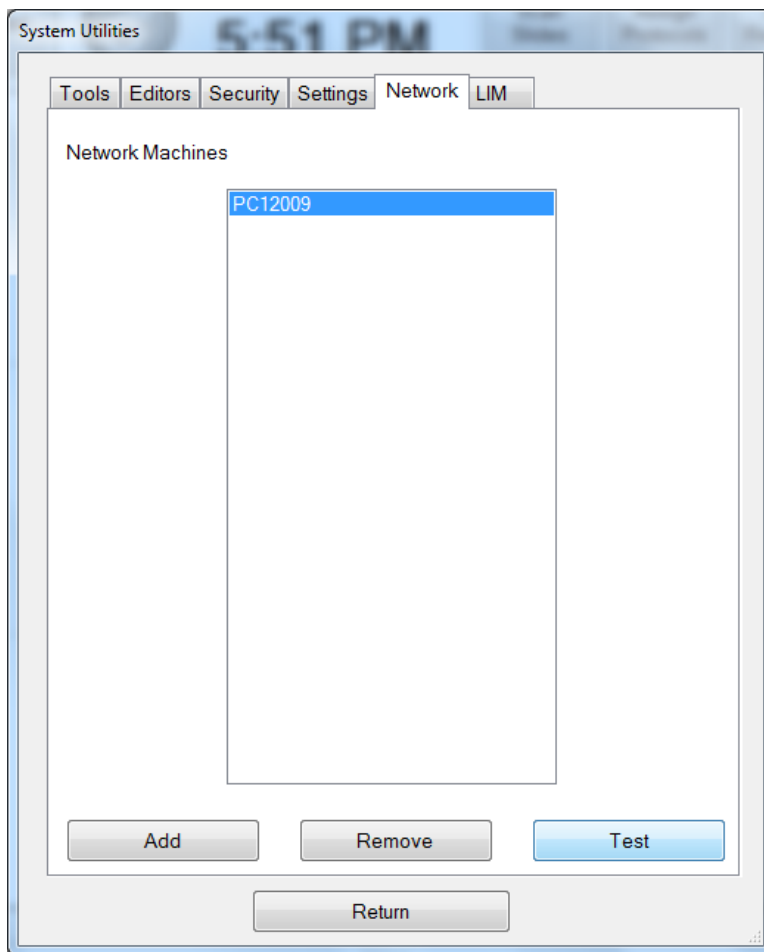 System Utilities
5:51 PM
Tools Editors Security Settings Network LIM
Network Machines
PC12009
Add Remove Test
Return